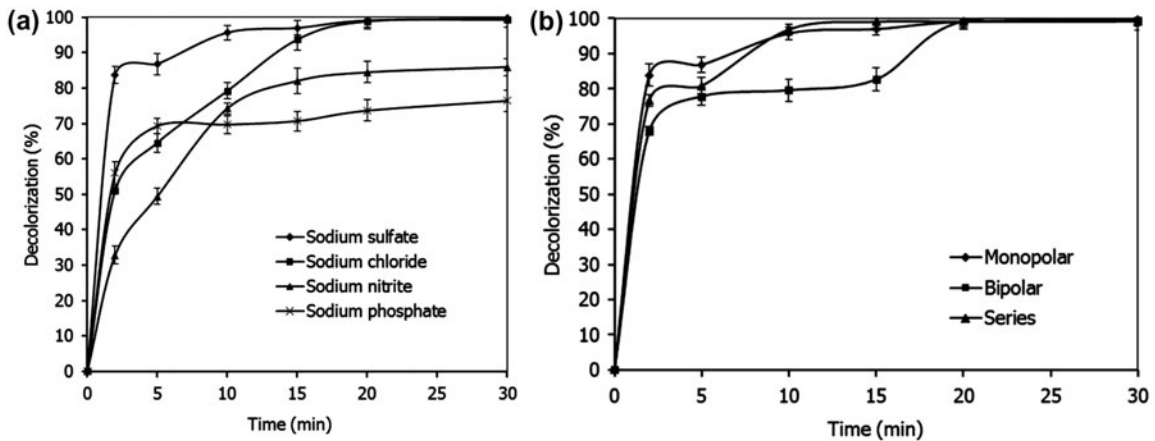 (a)
100
90
80
70
60
50
40
30
20
10
0
Decolorization (%)
Sodium sulfate
Sodium chloride
Sodium nitrite
Sodium phosphate
0 5 10 15 20 25 30
Time (min)
(b)
100
90
80
70
60
50
40
30
20
10
0
Decolorization (%)
Monopolar
Bipolar
Series
0 5 10 15 20 25 30
Time (min)